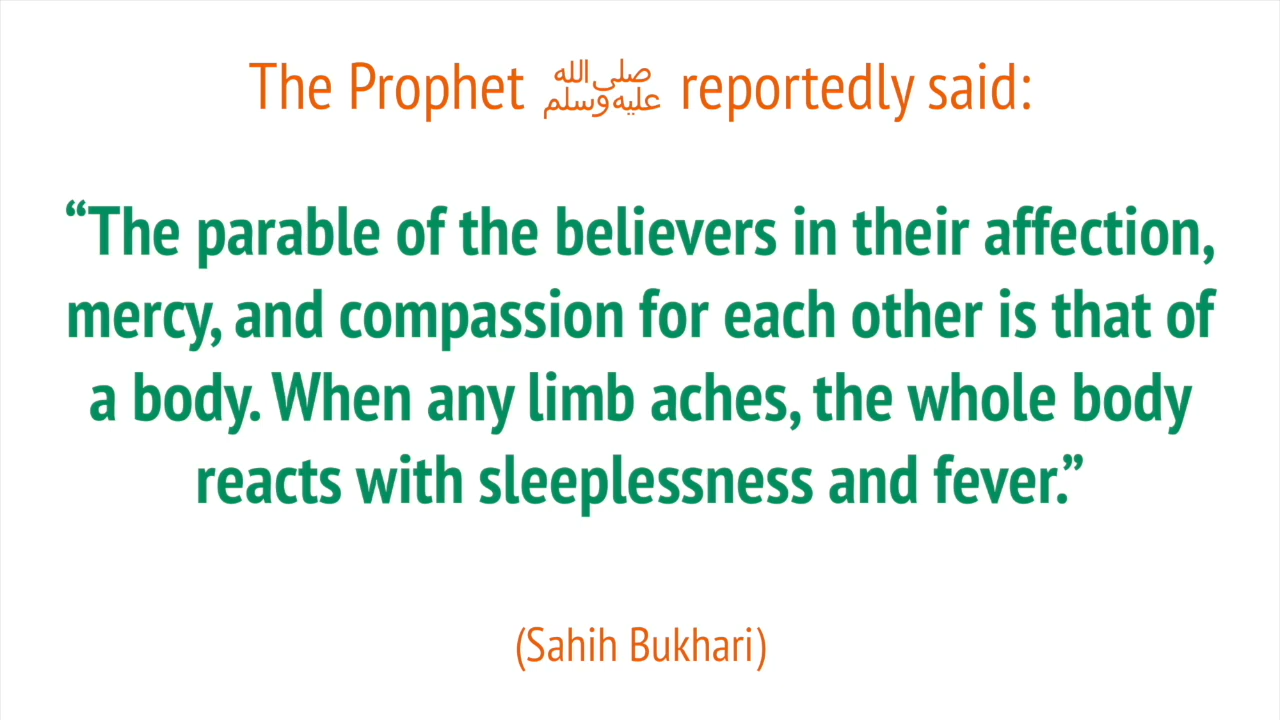 The Prophet ﷺ reportedly said:
“The parable of the believers in their affection,
mercy, and compassion for each other is that of
a body. When any limb aches, the whole body
reacts with sleeplessness and fever.”
(Sahih Bukhari)